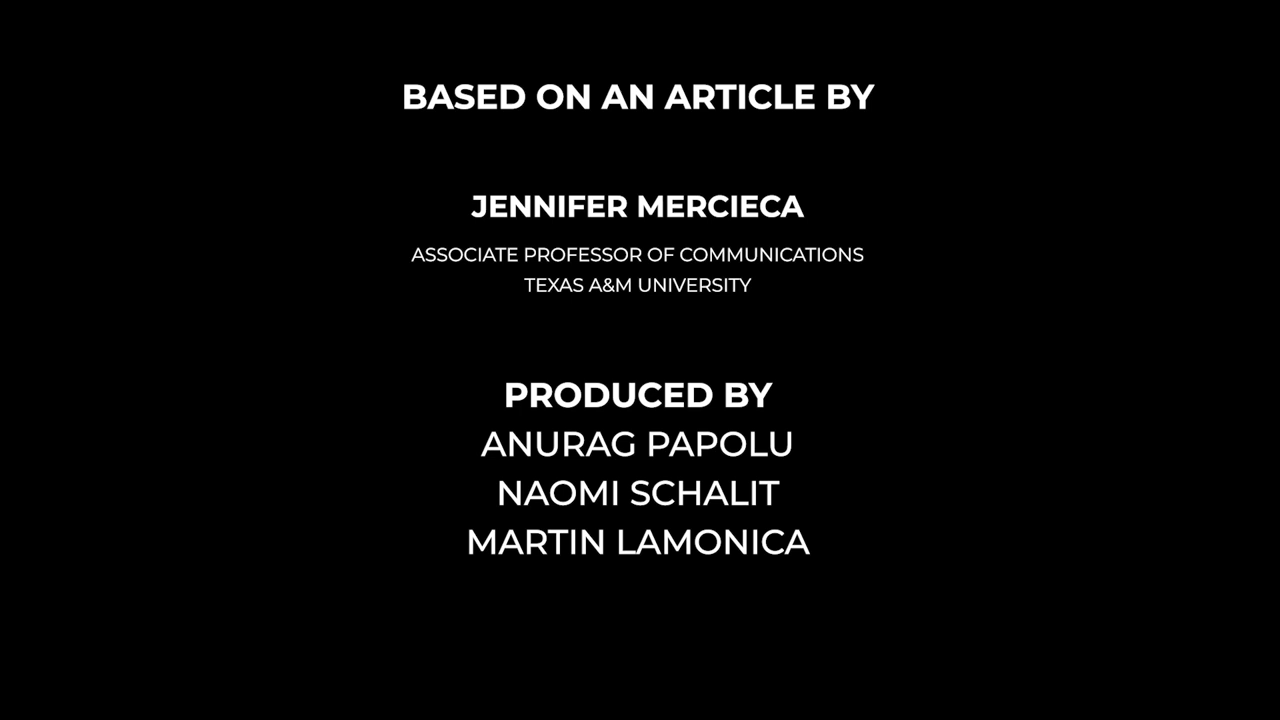 BASED ON AN ARTICLE BY
JENNIFER MERCIECA
ASSOCIATE PROFESSOR OF COMMUNICATIONS
TEXAS A&M UNIVERSITY
PRODUCED BY
ANURAG PAPOLU
NAOMI SCHALIT
MARTIN LAMONICA